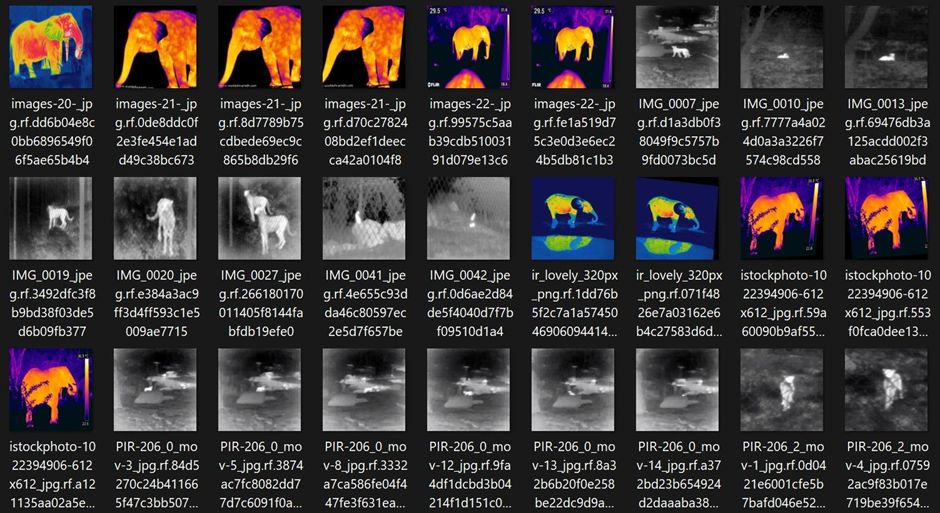 images-20-_jp
g.rf.dd6b04e8c
0bb6896549f0
6f5ae65b4b4
images-21-_jp
g.rf.0de8ddc0f
2e3fe454e1ad
d49c38bc673
images-21-_jp
g.rf.8d7789b75
cdbede69ec9c
865b8db29f6
images-21-_jp
g.rf.d70c27824
08bd2ef1deec
ca42a0104f8
29.5
FLIR
images-22-_jp
g.rf.99575c5aa
b39cdb510031
91d079e13c6
29.5 °c
FLIR
images-22-_jp
g.rf.fe1a519d7
5c3e0d3e6ec2
4b5db81c1b3
IMG_0007_jpe
g.rf.d1a3db0f3
8049f9c5757b
9fd0073bc5d
IMG_0010_jpe
g.rf.7777a4a02
4d0a3a3226f7
574c98cd558
IMG_0013_jpe
g.rf.69476db3a
125acdd002f3
abac25619bd
IMG_0019_jpe
g.rf.3492dfc3f8
b9bd38f03de5
d6b09fb377
IMG_0020_jpe
g.rf.e384a3ac9
ff3d4ff593c1e5
009ae7715
IMG_0027_jpe
g.rf.266180170
011405f8144fa
bfdb19efe0
IMG_0041_jpe
g.rf.4e655c93d
da46c80597ec
2e5d7f657be
IMG_0042_jpe
g.rf.0d6ae2d84
de5f4040d7f7b
f09510d1a4
ir_lovely_320px
_png.rf.1dd76b
5f2c7a1a57450
46906094414...
ir_lovely_320px
_png.rf.071f48
26e7a03162e6
b4c27583d6d...
istockphoto-10
22394906-612
x612_jpg.rf.59a
60090b9af55...
istockphoto-10
22394906-612
x612_jpg.rf.553
f0fca0dee13...
istockphoto-10
22394906-612
x612_jpg.rf.a12
1135aa02a5e...
PIR-206_0_mo
v-3_jpg.rf.84d5
270c24b41166
5f47c3bb507...
PIR-206_0_mo
v-5_jpg.rf.3874
ac7fc8082dd7
7d7c6091f0a...
PIR-206_0_mo
v-8_jpg.rf.3332
a7ca586fe04f4
47fe3f631ea...
PIR-206_0_mo
v-12_jpg.rf.9fa
4df1dcbd3b04
214f1d151c0...
PIR-206_0_mo
v-13_jpg.rf.8a3
2b6b20f0e258
be22dc9d9a...
PIR-206_0_mo
v-14_jpg.rf.a37
2bd23b654924
d2daaaba38...
PIR-206_2_mo
v-1_jpg.rf.0d04
21e6001cfe5b
7bafd046e52...
PIR-206_2_mo
v-4_jpg.rf.0759
2ac9f83b017e
719be39f654...